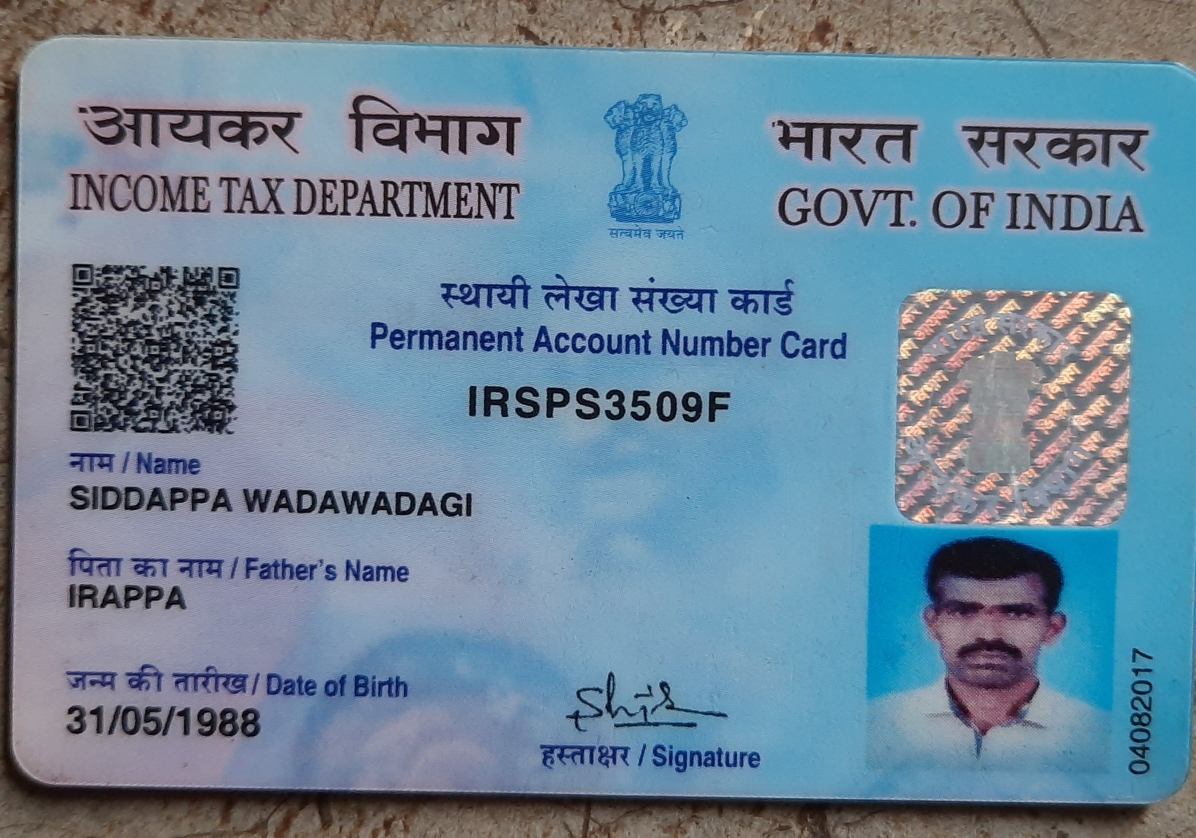 आयकर विभाग
INCOME TAX DEPARTMENT
सत्यमेव जयते
भारत सरकार
GOVT. OF INDIA
स्थायी लेखा संख्या कार्ड
Permanent Account Number Card
IRSPS3509F
नाम / Name
SIDDAPPA WADAWADAGI
पिता का नाम / Father's Name
IRAPPA
जन्म की तारीख / Date of Birth
31/05/1988
हस्ताक्षर / Signature
04082017